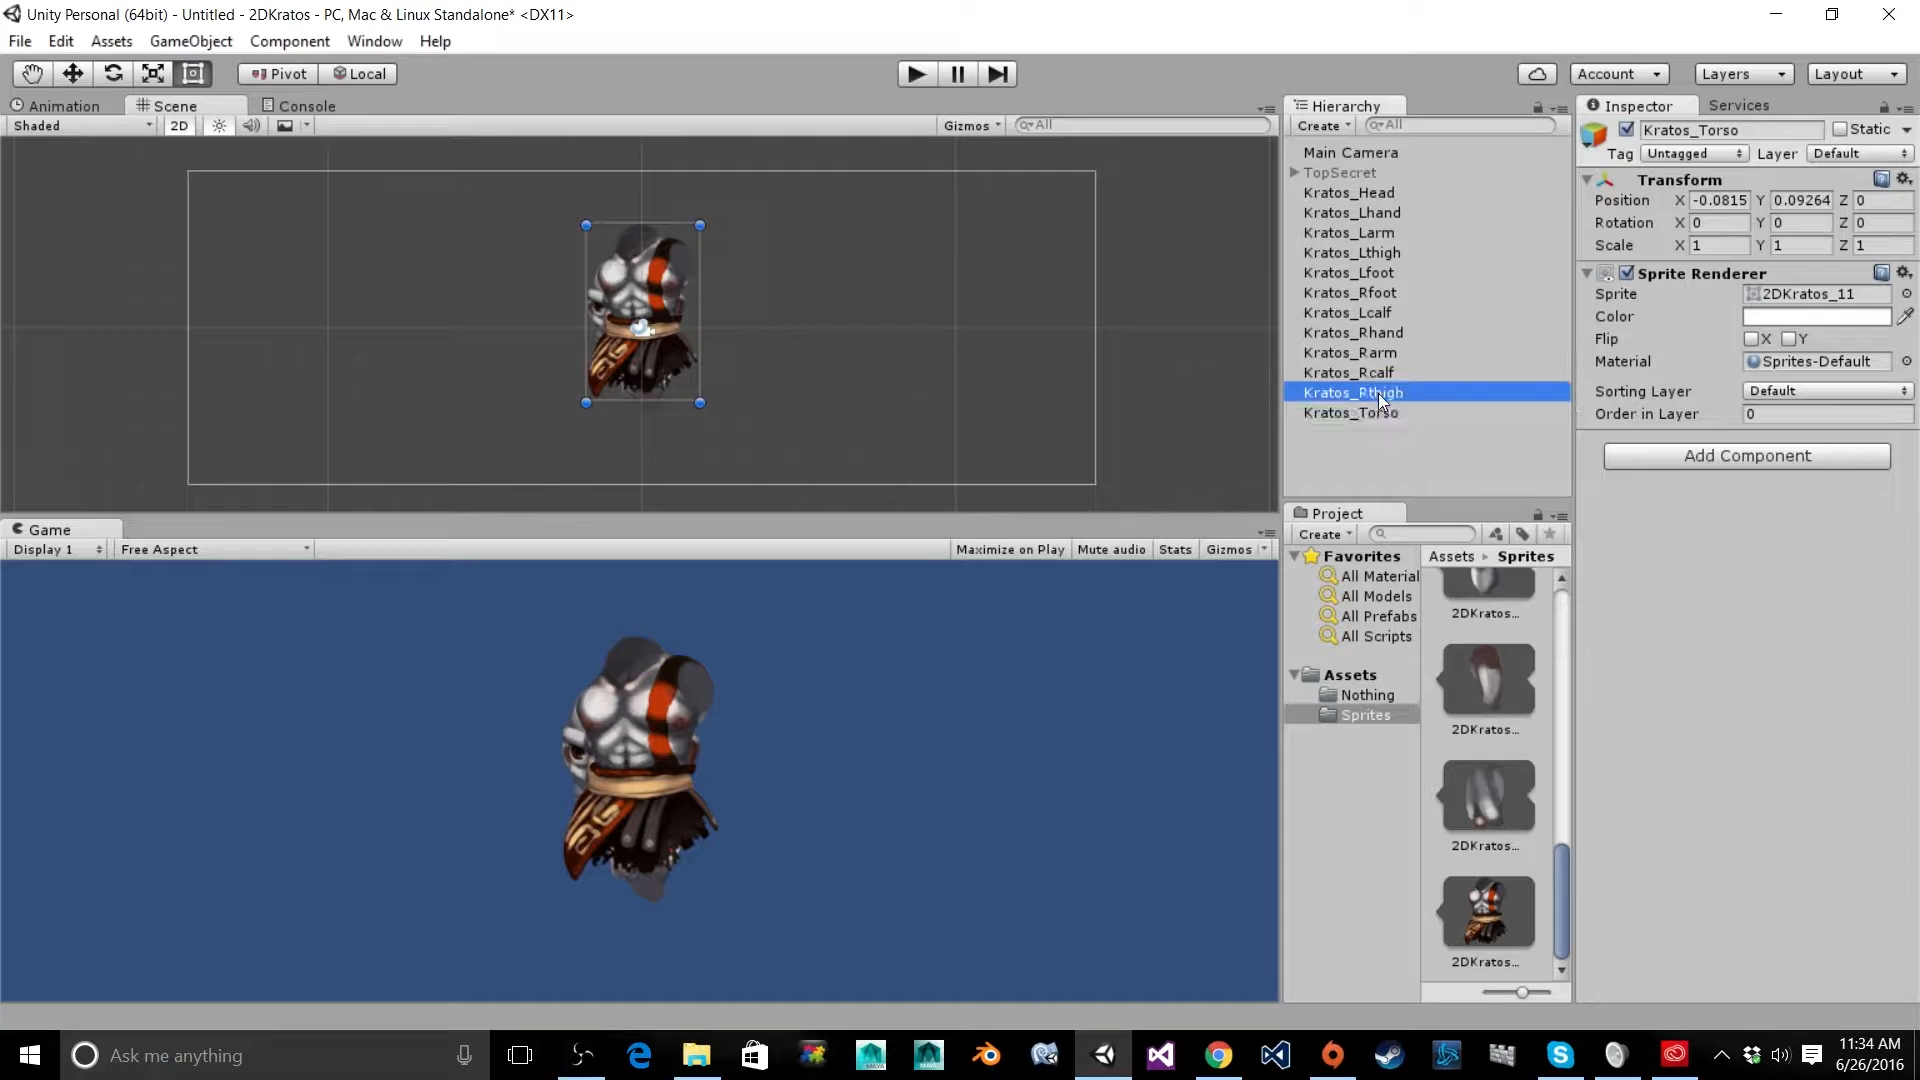 Unity Personal (64bit) - Untitled - 2DKratos - PC, Mac & Linux Standalone* <DX11>
File Edit Assets GameObject Component Window Help
Pivot Local
Account Layers Layout
Animation Scene Console
Shaded 2D Gizmos All
Hierarchy
Create All
Main Camera
TopSecret
Kratos_Head
Kratos_Lhand
Kratos_Larm
Kratos_Lthigh
Kratos_Lfoot
Kratos_Rfoot
Kratos_Lcalf
Kratos_Rhand
Kratos_Rarm
Kratos_Rcalf
Kratos_Rthigh
Kratos_Torso
Inspector Services
Kratos_Torso Static
Tag Untagged Layer Default
Transform
Position X -0.0815 Y 0.09264 Z 0
Rotation X 0 Y 0 Z 0
Scale X 1 Y 1 Z 1
Sprite Renderer
Sprite 2DKratos_11
Color
Flip X Y
Material Sprites-Default
Sorting Layer Default
Order in Layer 0
Add Component
Game
Display 1 Free Aspect Maximize on Play Mute audio Stats Gizmos
Project
Create
Favorites
All Material
All Models
All Prefabs
All Scripts
Assets
Nothing
Sprites
Assets Sprites
2DKratos...
2DKratos...
2DKratos...
2DKratos...
Ask me anything
11:34 AM
6/26/2016